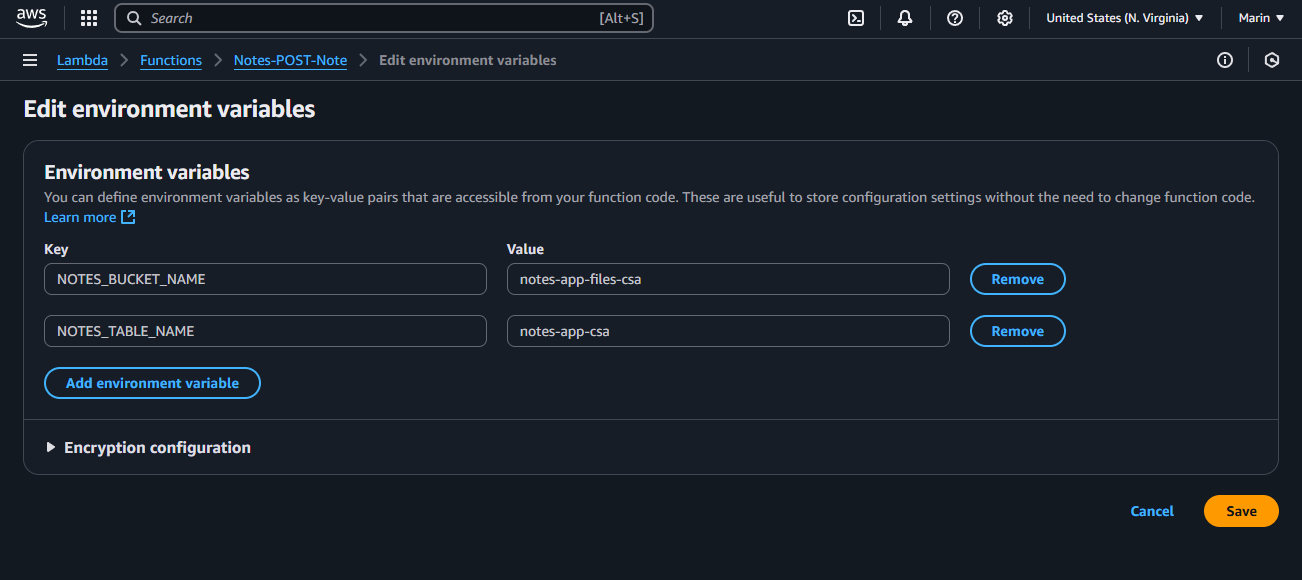 aws
Search [Alt+S] United States (N. Virginia) Marin
Lambda Functions Notes-POST-Note Edit environment variables
Edit environment variables
Environment variables
You can define environment variables as key-value pairs that are accessible from your function code. These are useful to store configuration settings without the need to change function code.
Learn more
Key Value
NOTES_BUCKET_NAME notes-app-files-csa Remove
NOTES_TABLE_NAME notes-app-csa Remove
Add environment variable
Encryption configuration
Cancel Save